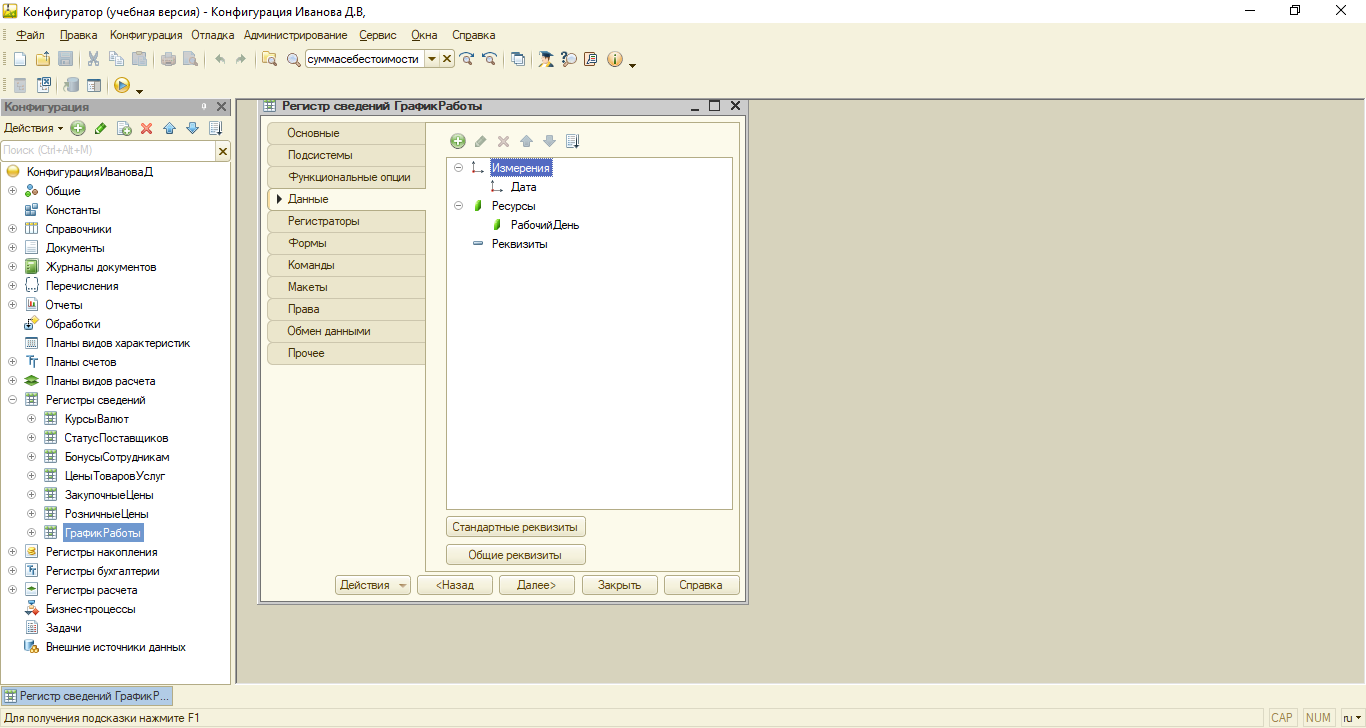 Конфигуратор (учебная версия) - Конфигурация Иванова Д.В,
Файл Правка Конфигурация Отладка Администрирование Сервис Окна Справка
суммасебестоимости
Конфигурация
Действия
Поиск (Ctrl+Alt+M)
КонфигурацияИвановаД
Общие
Константы
Справочники
Документы
Журналы документов
Перечисления
Отчеты
Обработки
Планы видов характеристик
Планы счетов
Планы видов расчета
Регистры сведений
КурсыВалют
СтатусПоставщиков
БонусыСотрудникам
ЦеныТоваровУслуг
ЗакупочныеЦены
РозничныеЦены
ГрафикРаботы
Регистры накопления
Регистры бухгалтерии
Регистры расчета
Бизнес-процессы
Задачи
Внешние источники данных
Регистр сведений ГрафикРаботы
Основные
Подсистемы
Функциональные опции
Данные
Регистраторы
Формы
Команды
Макеты
Права
Обмен данными
Прочее
Измерения
Дата
Ресурсы
РабочийДень
Реквизиты
Стандартные реквизиты
Общие реквизиты
Действия <Назад Далее> Закрыть Справка
Регистр сведений ГрафикР...
Для получения подсказки нажмите F1 CAP NUM ru